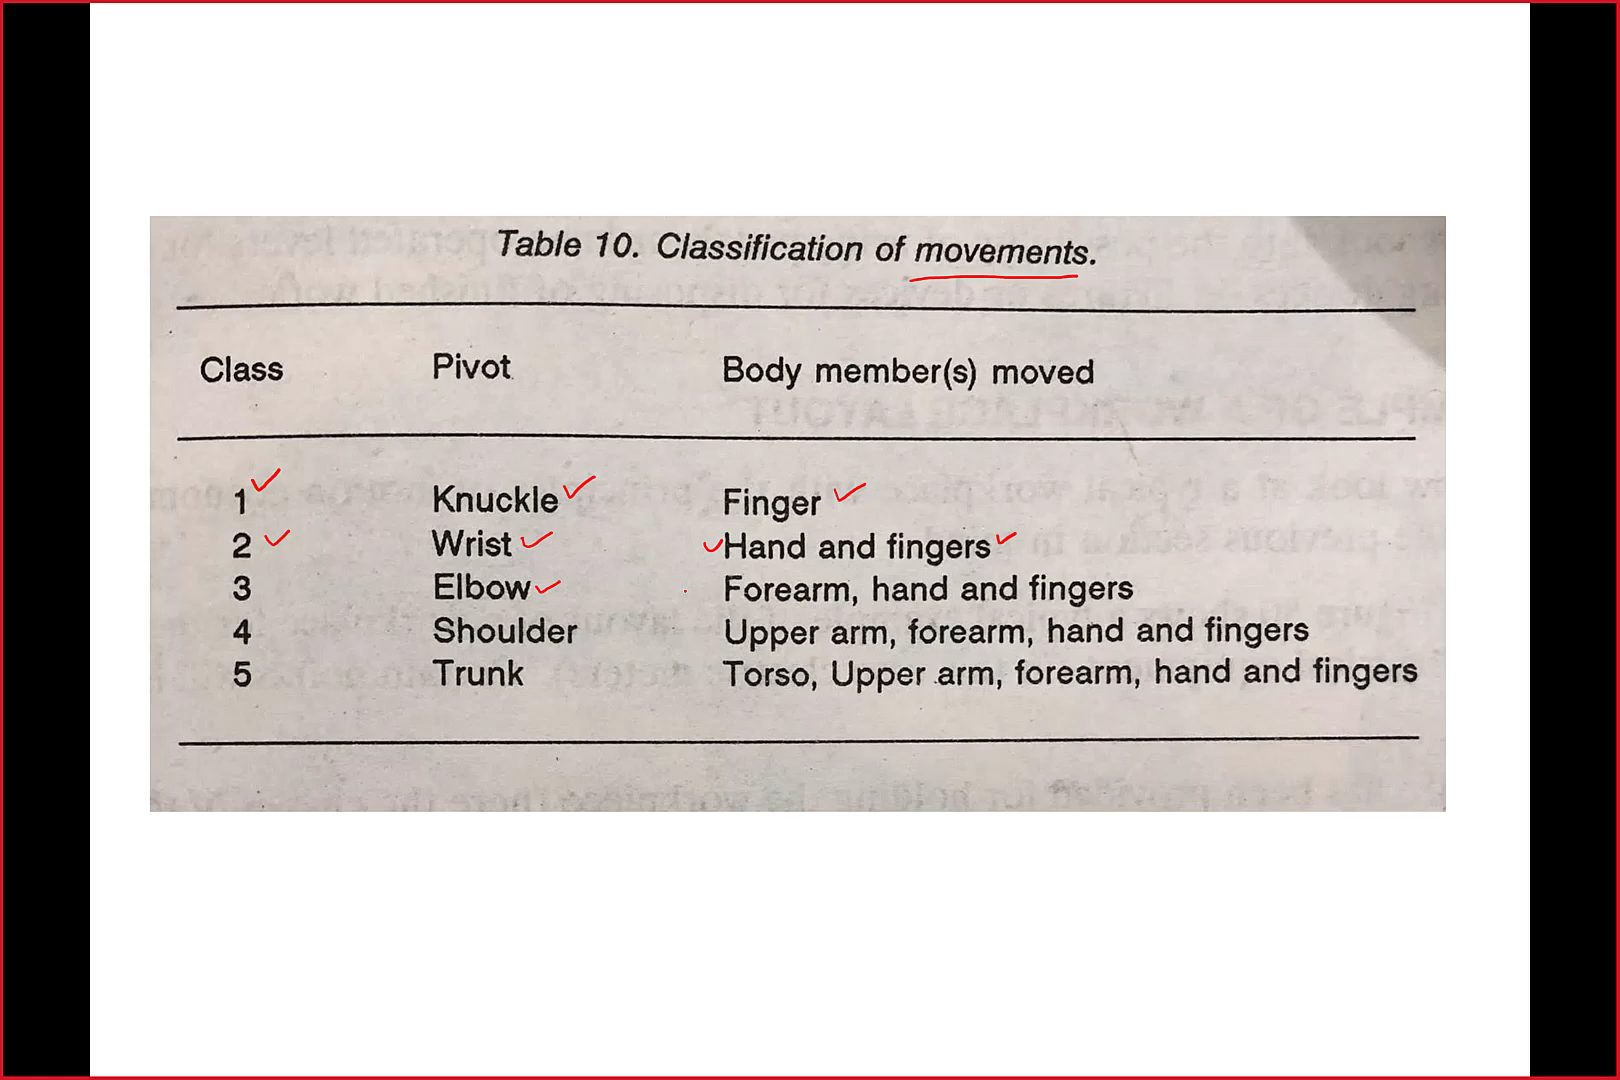 Table 10. Classification of movements.
Class Pivot Body member(s) moved
1 Knuckle Finger
2 Wrist Hand and fingers
3 Elbow Forearm, hand and fingers
4 Shoulder Upper arm, forearm, hand and fingers
5 Trunk Torso, Upper arm, forearm, hand and fingers